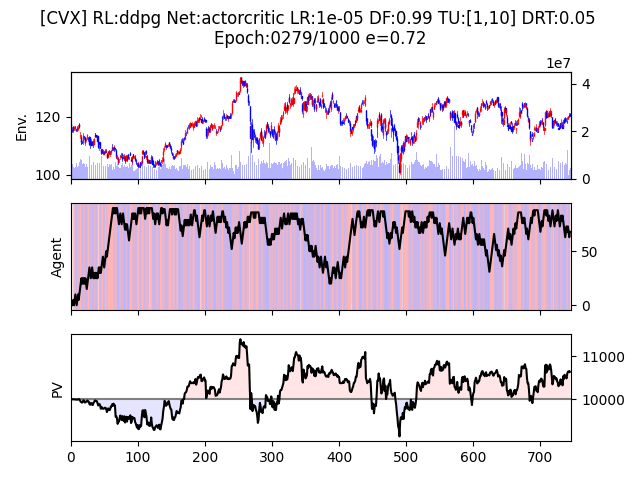 [CVX] RL:ddpg Net:actorcritic LR:1e-05 DF:0.99 TU:[1,10] DRT:0.05
Epoch:0279/1000 e=0.72
1e7
Env.
120
100
4
2
0
Agent
50
0
PV
11000
10000
0 100 200 300 400 500 600 700